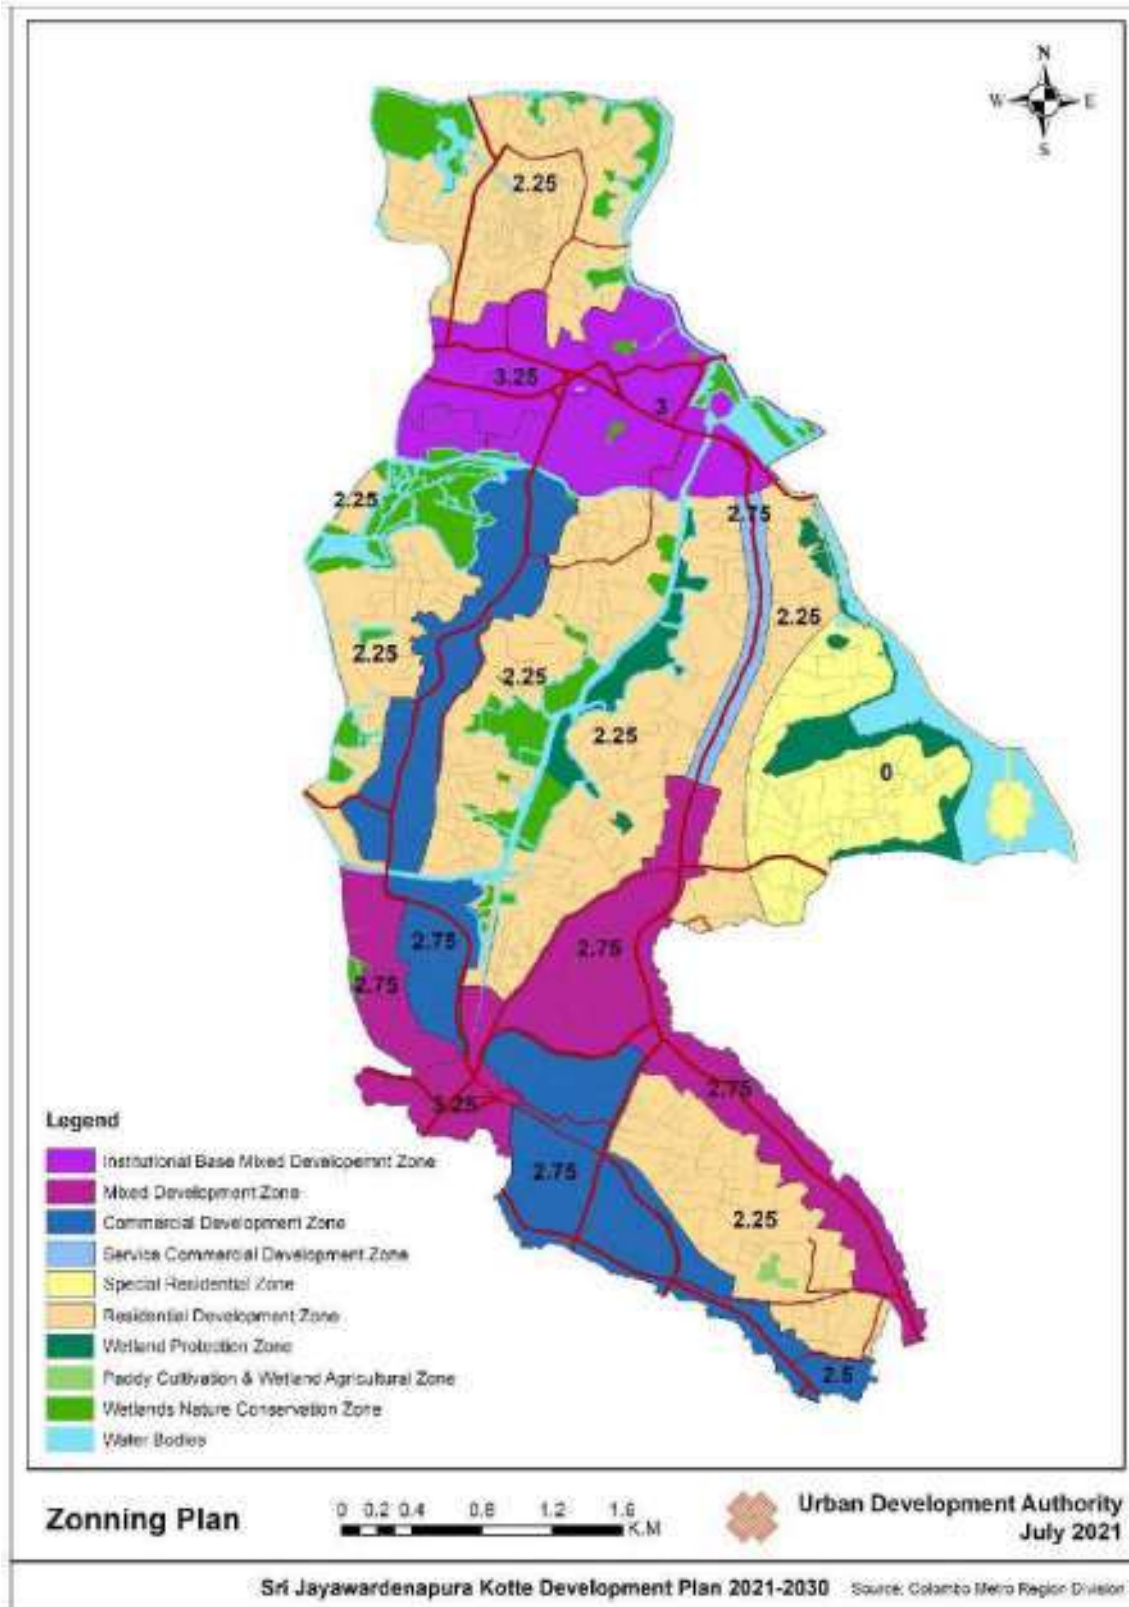 N
W E
S
2.25
3.25
3
2.25
2.75
2.25
2.25
2.25
2.25
0
2.75
2.75
2.75
2.75
3.25
2.75
2.25
2.5
Legend
Institutional Base Mixed Developemnt Zone
Mixed Development Zone
Commercial Development Zone
Service Commercial Development Zone
Special Residential Zone
Residential Development Zone
Wetland Protection Zone
Paddy Cultivation & Wetland Agricultural Zone
Wetlands Nature Conservation Zone
Water Bodies
Zonning Plan
0 0.2 0.4 0.8 1.2 1.6
K.M
Urban Development Authority
July 2021
Sri Jayawardenapura Kotte Development Plan 2021-2030 Source: Colombo Metro Region Division